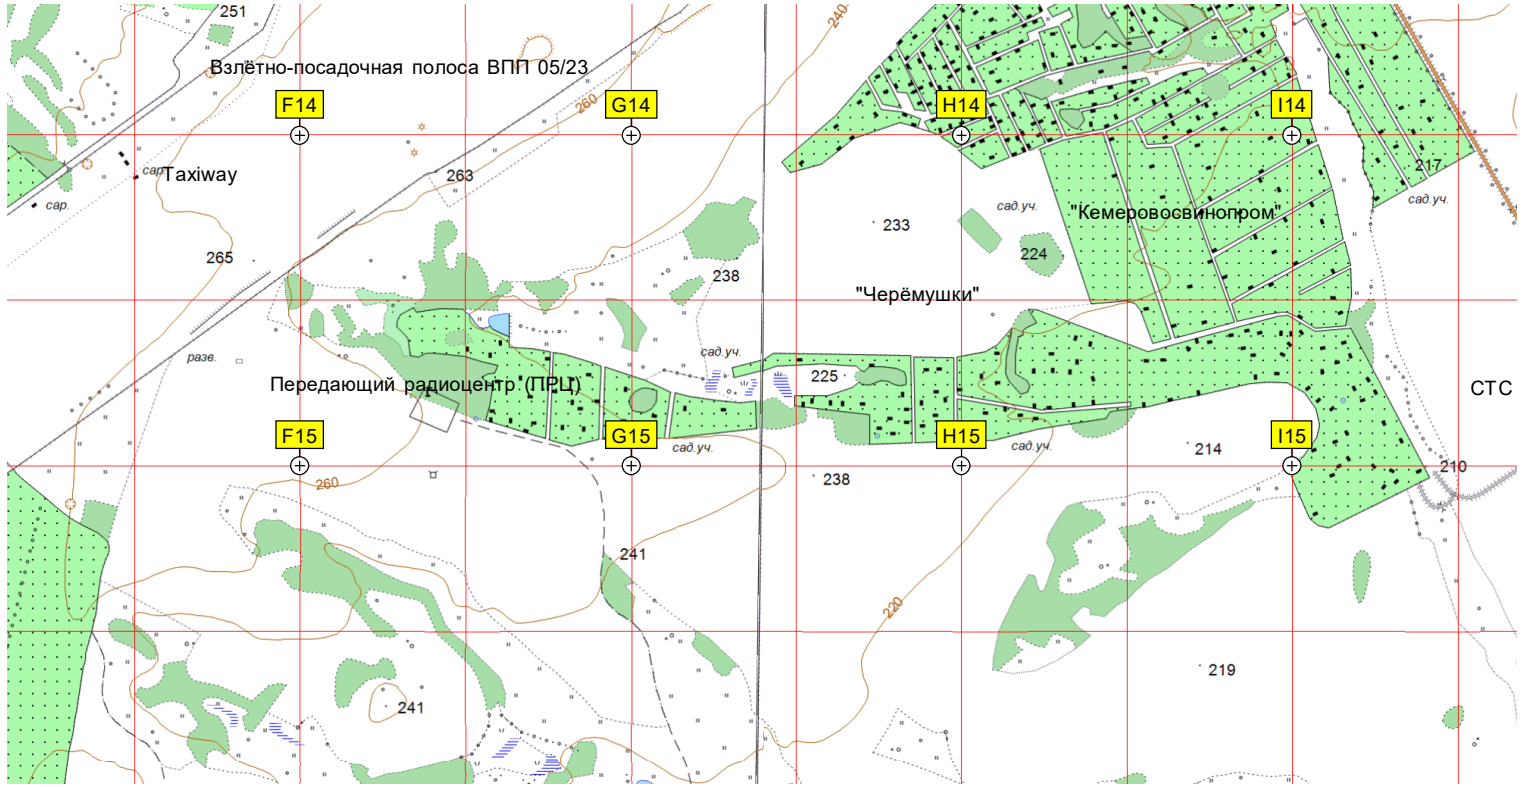 251
240
Взлётно-посадочная полоса ВПП 05/23
F14
260
G14
H14
I14
сар.
Taxiway
263
217
сар.
сад.уч.
"Кемеровосвинопром"
сад.уч.
233
265
238
224
"Черёмушки"
разв.
сад.уч.
Передающий радиоцентр (ПРЦ)
225
СТС
F15
G15
H15
I15
сад.уч.
сад.уч.
214
210
260
238
241
220
219
241